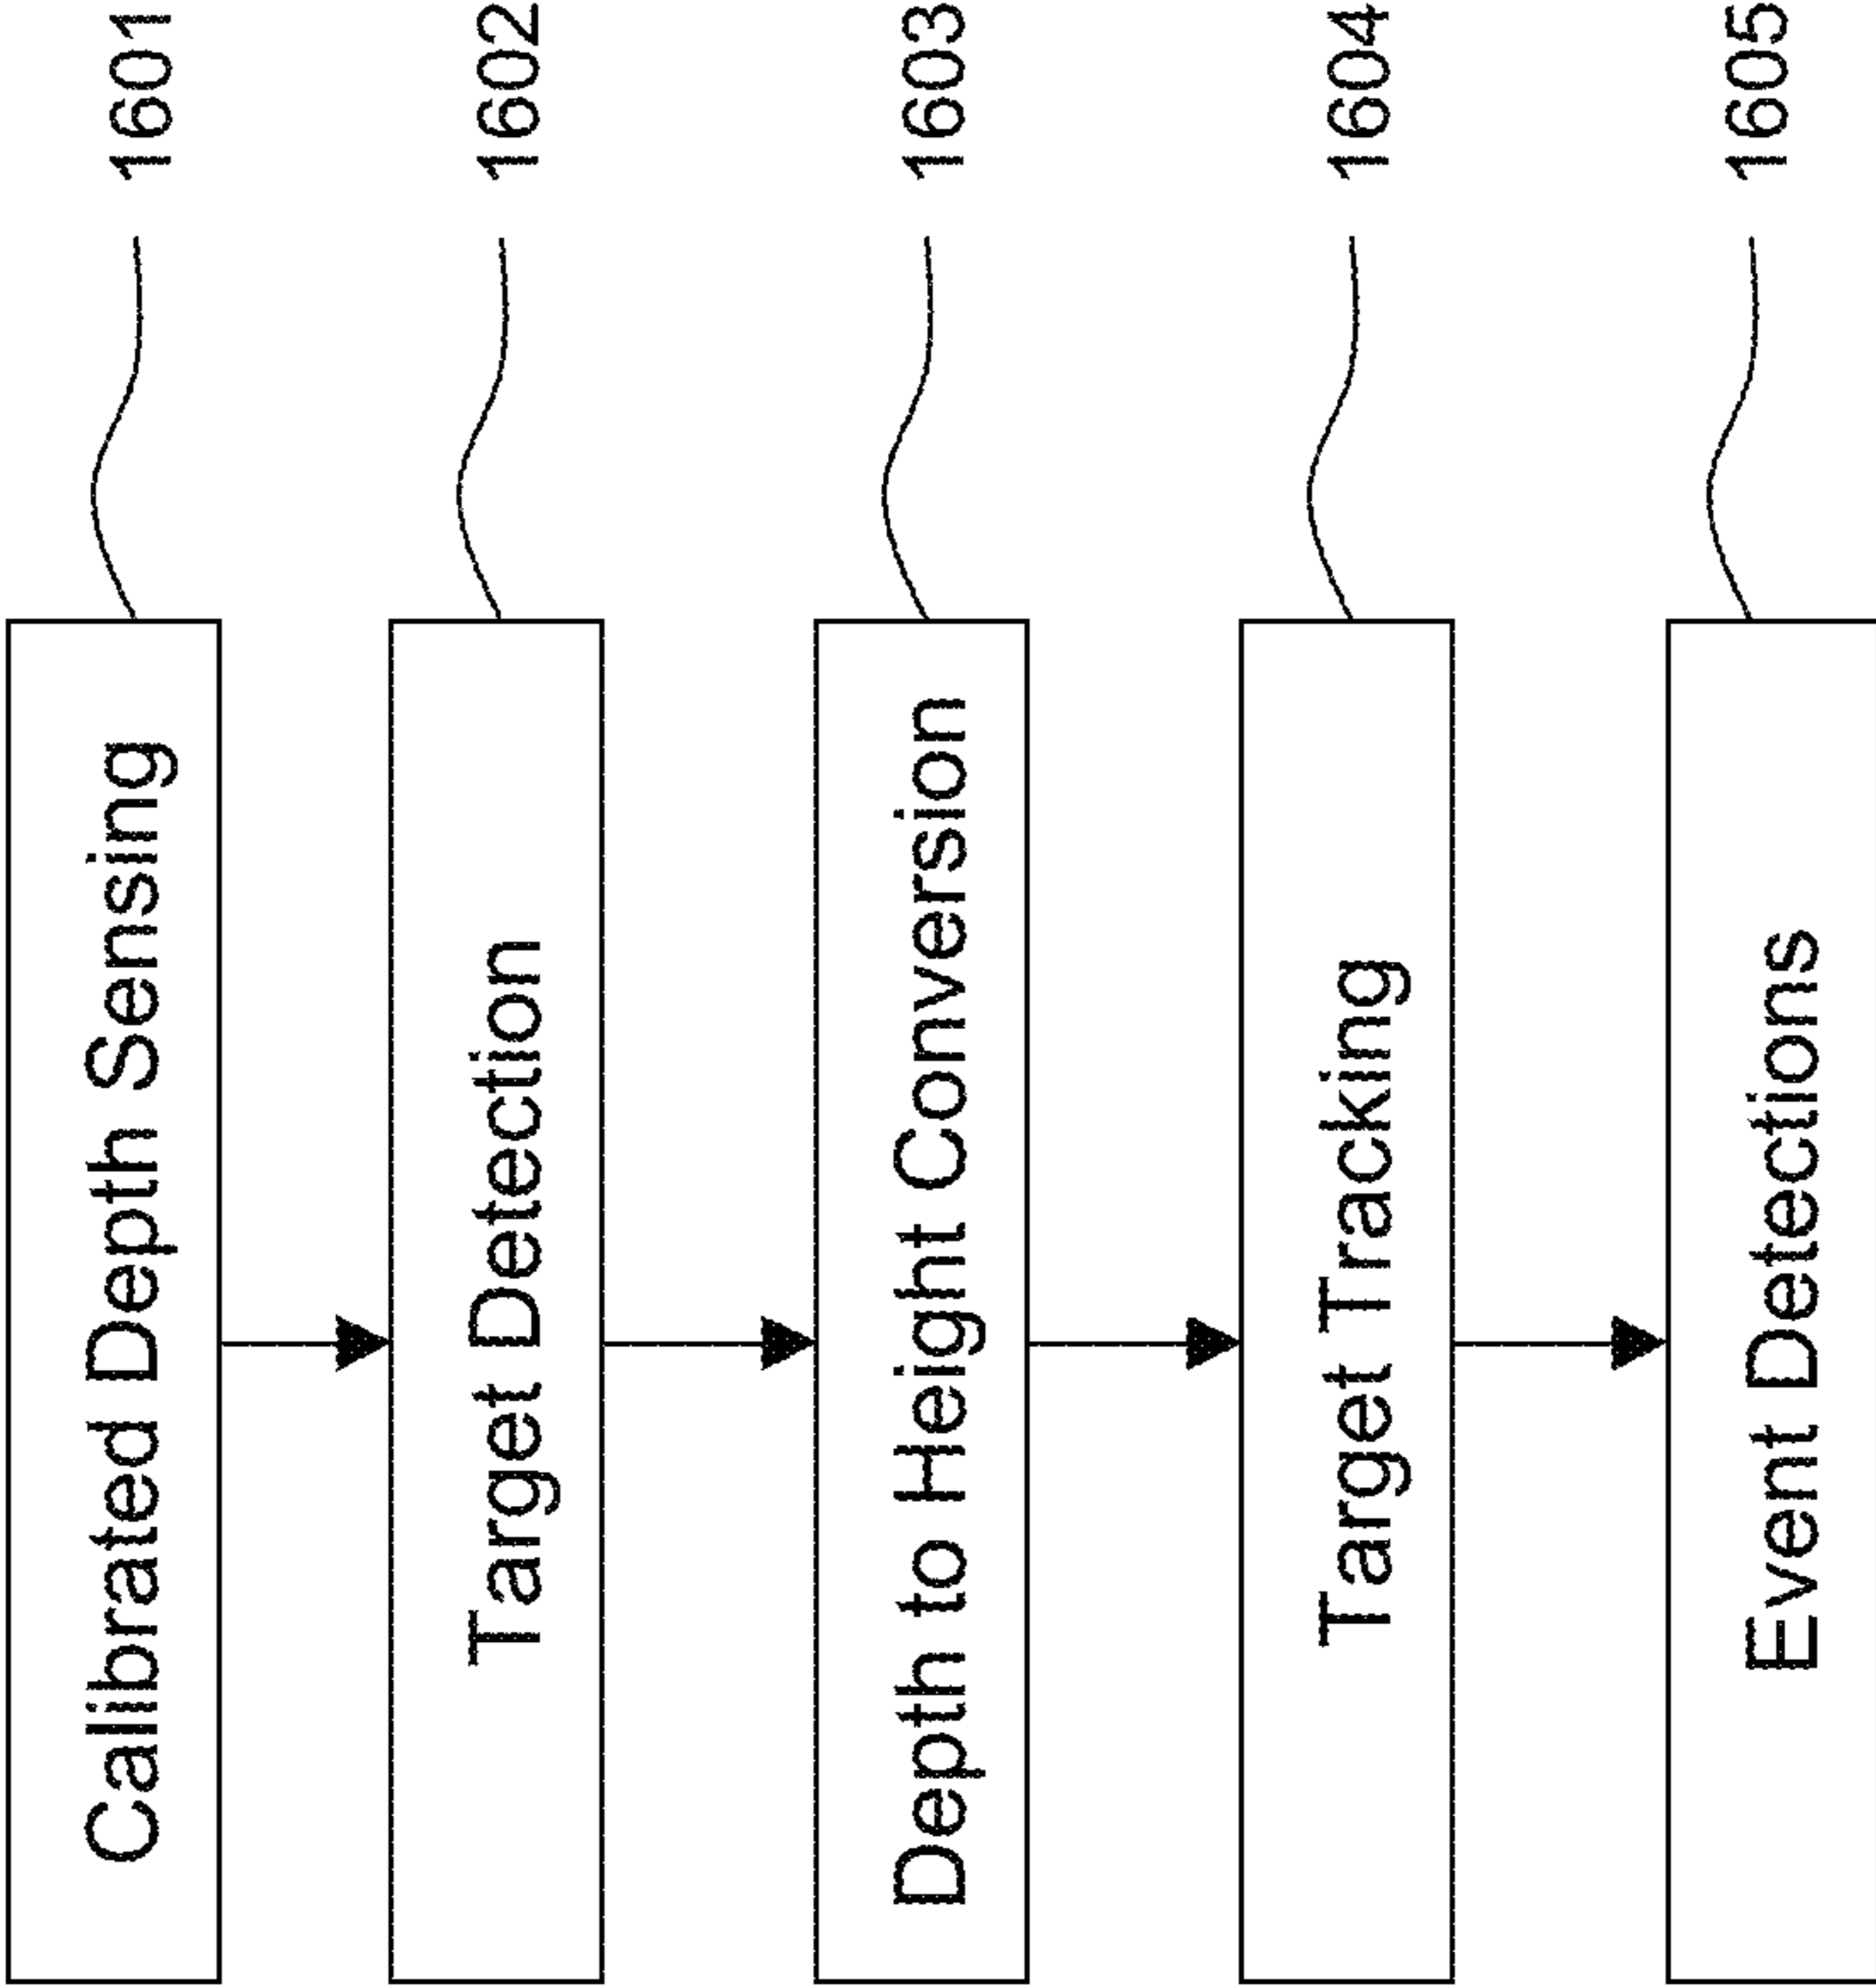 Calibrated Depth Sensing
1601
Target Detection
1602
Depth to Height Conversion
1603
Target Tracking
1604
Event Detections
1605